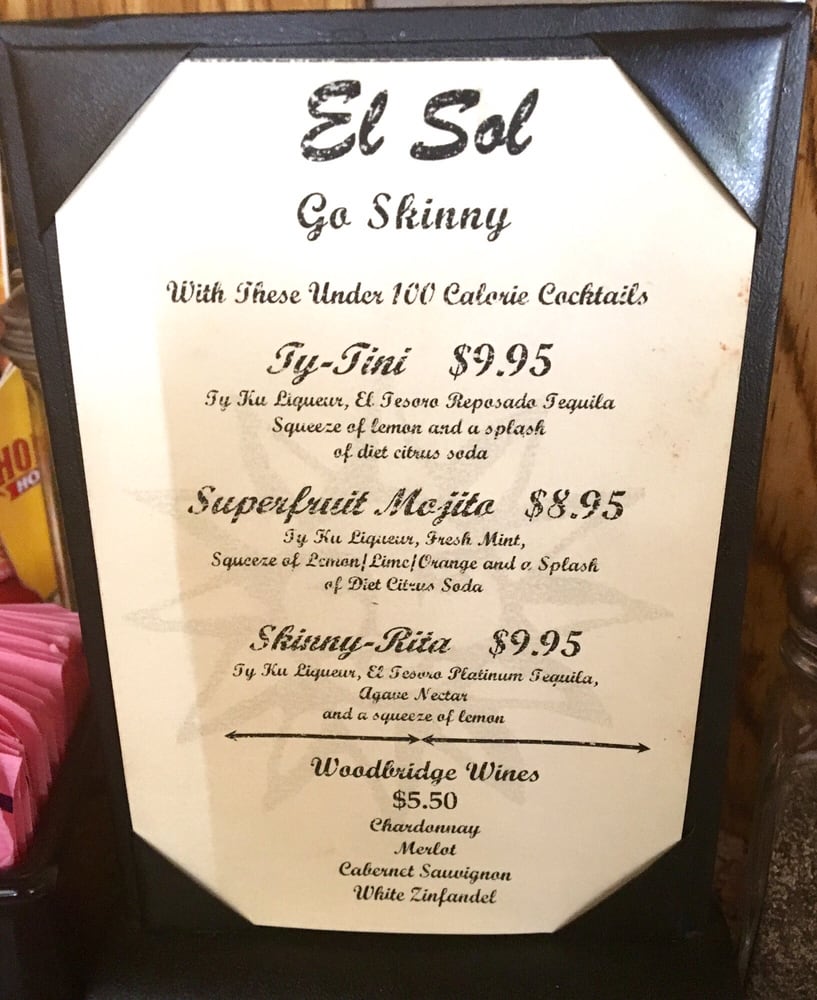 El Sol
Go Skinny
With These Under 100 Calorie Cocktails
Ty-Tini $9.95
Ty Ku Liqueur, El Tesoro Reposado Tequila
Squeeze of lemon and a splash
of diet citrus soda
Superfruit Mojito $8.95
Ty Ku Liqueur, Fresh Mint,
Squeeze of Lemon/Lime/Orange and a Splash
of Diet Citrus Soda
Skinny-Rita $9.95
Ty Ku Liqueur, El Tesoro Platinum Tequila,
Agave Nectar
and a squeeze of lemon
Woodbridge Wines
$5.50
Chardonnay
Merlot
Cabernet Sauvignon
White Zinfandel
HO
HO